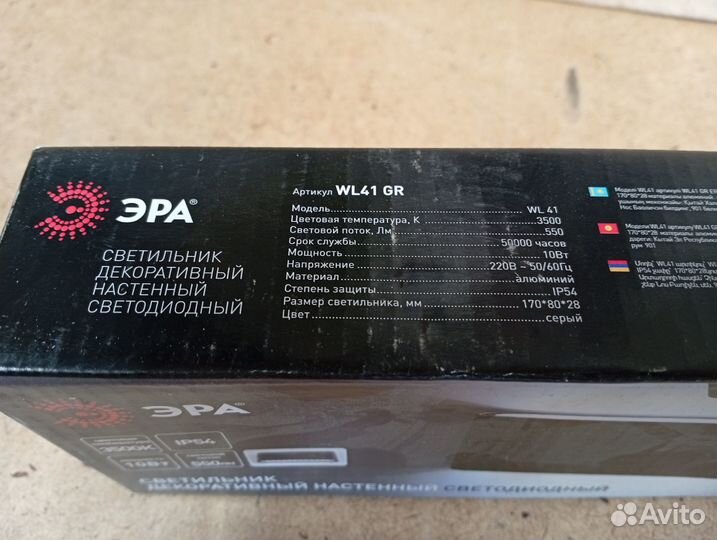 ЭРА
СВЕТИЛЬНИК
ДЕКОРАТИВНЫЙ
НАСТЕННЫЙ
СВЕТОДИОДНЫЙ
Артикул WL41 GR
Модель WL 41
Цветовая температура, К 3500
Световой поток, Лм 550
Срок службы 50000 часов
Мощность 10Вт
Напряжение 220В ~ 50/60Гц
Материал алюминий
Степень защиты IP54
Размер светильника, мм 170*80*28
Цвет серый
ЭРА
3500K
IP54
10Вт
550лм
СВЕТИЛЬНИК
ДЕКОРАТИВНЫЙ НАСТЕННЫЙ СВЕТОДИОДНЫЙ
Avito